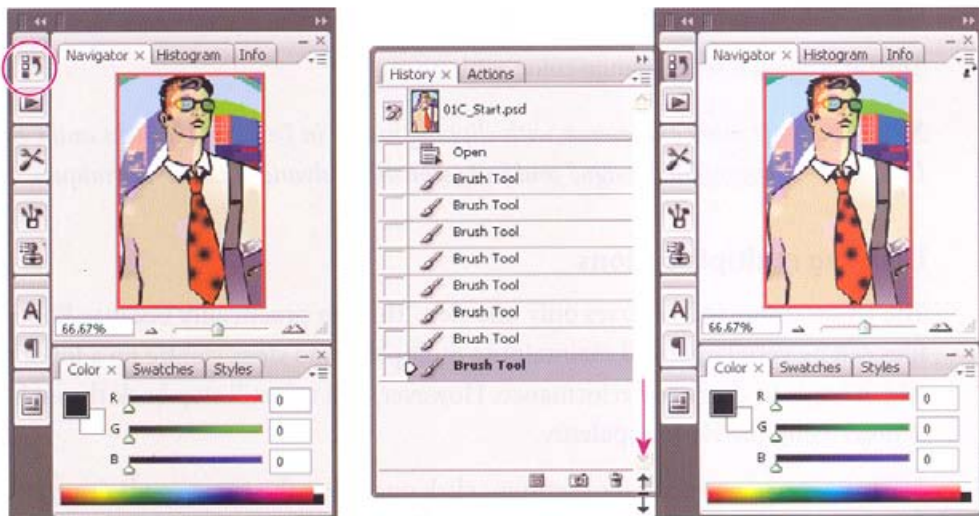 Navigator × Histogram Info
66.67%
Color × Swatches Styles
R 0
G 0
B 0
History × Actions
01C_Start.psd
Open
Brush Tool
Brush Tool
Brush Tool
Brush Tool
Brush Tool
Brush Tool
Brush Tool
Brush Tool
Navigator × Histogram Info
66.67%
Color × Swatches Styles
R 0
G 0
B 0